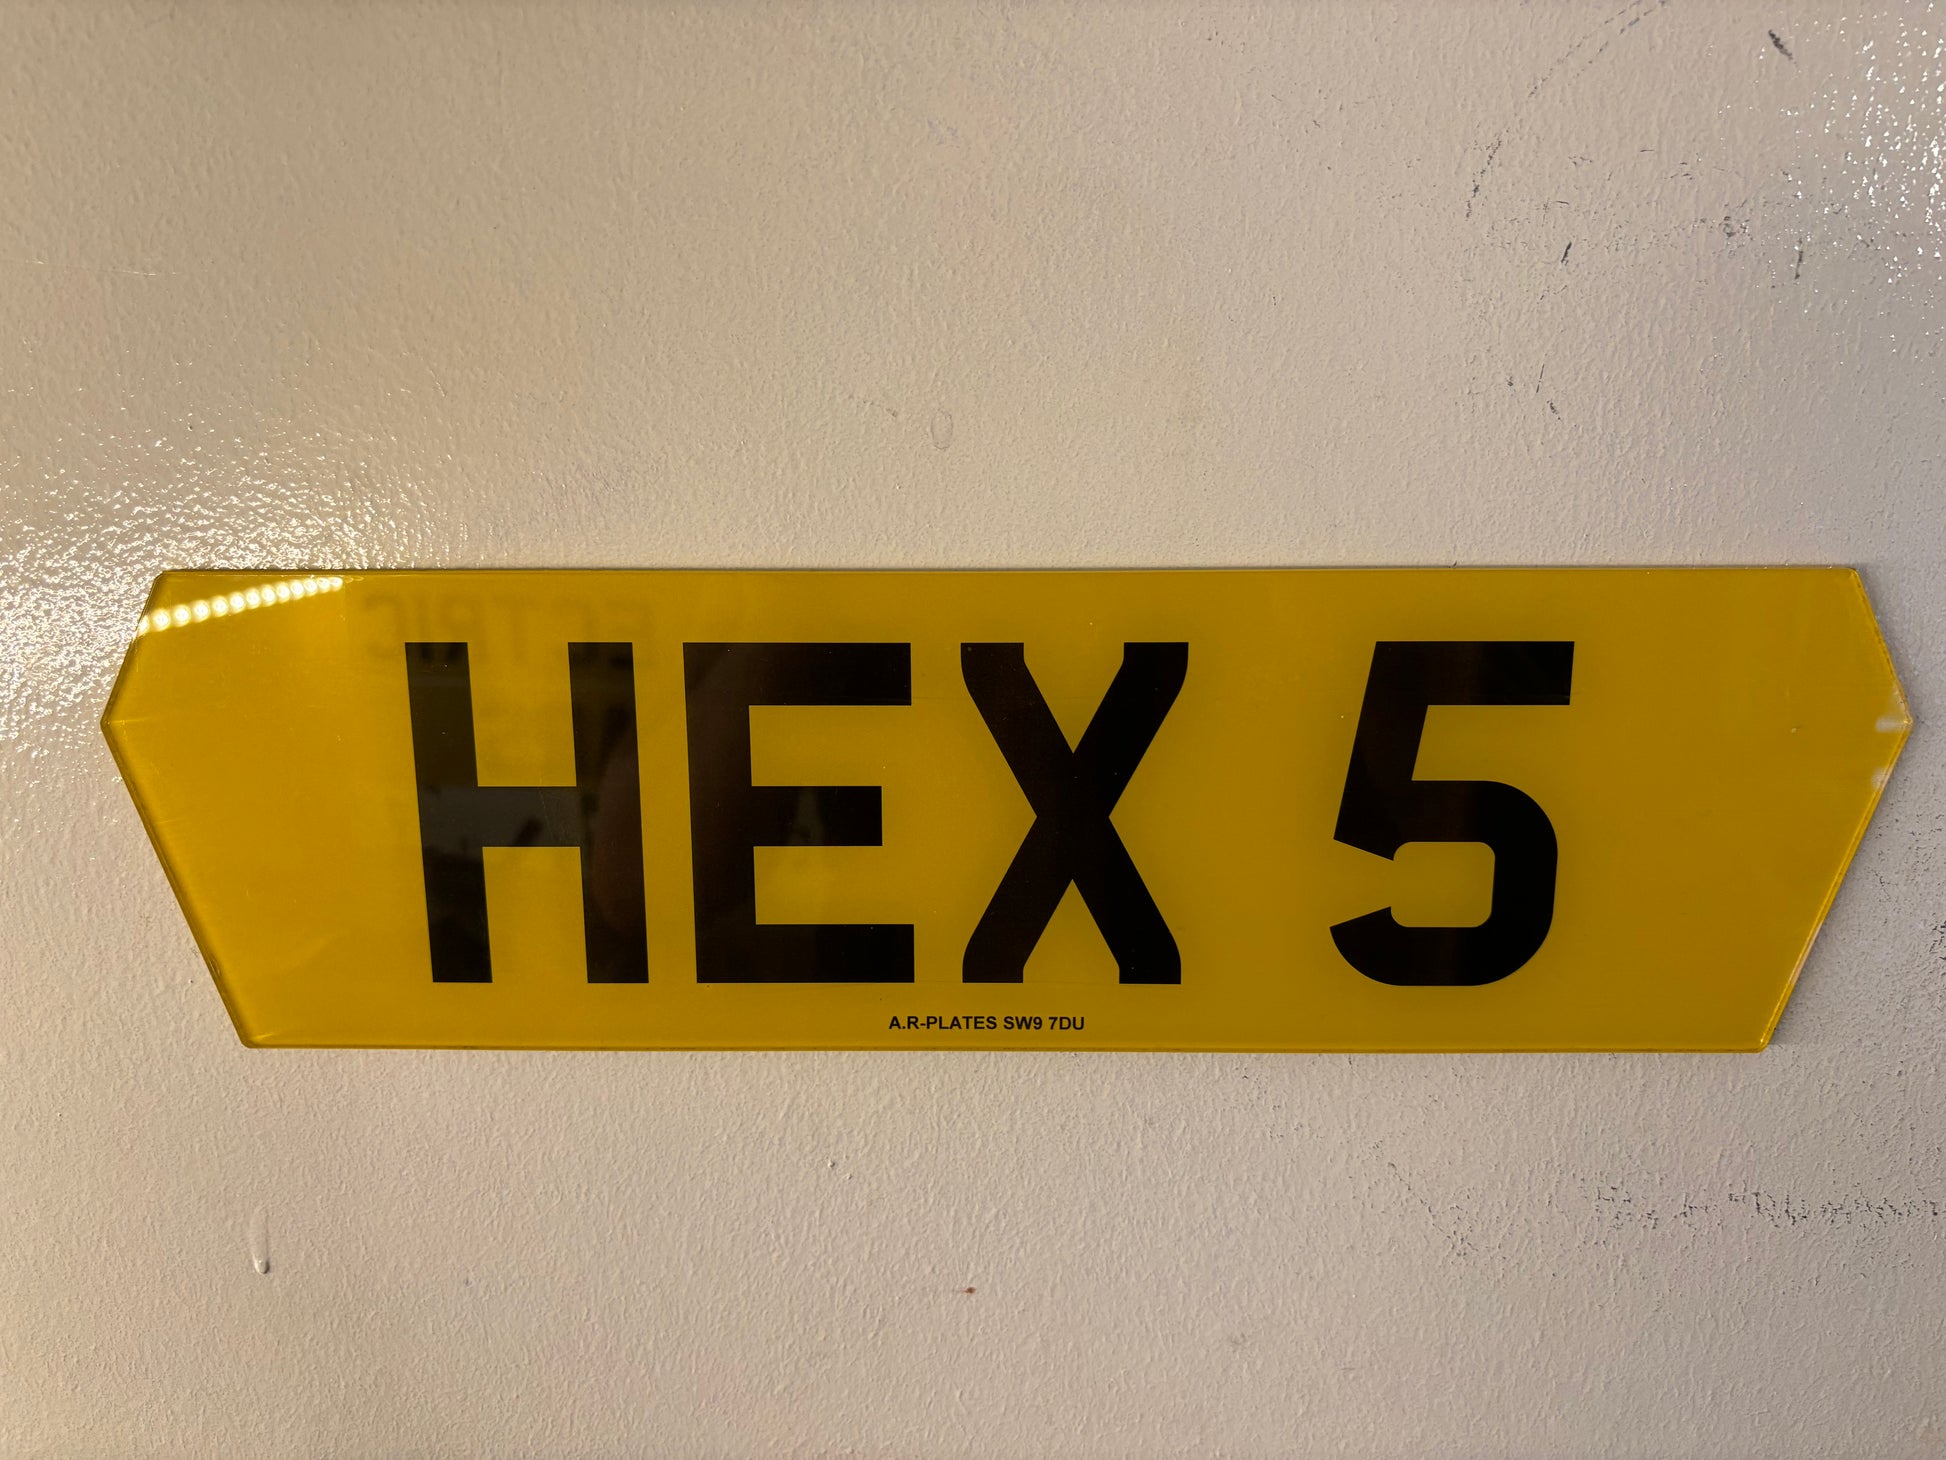 HEX 5
A.R-PLATES SW9 7DU